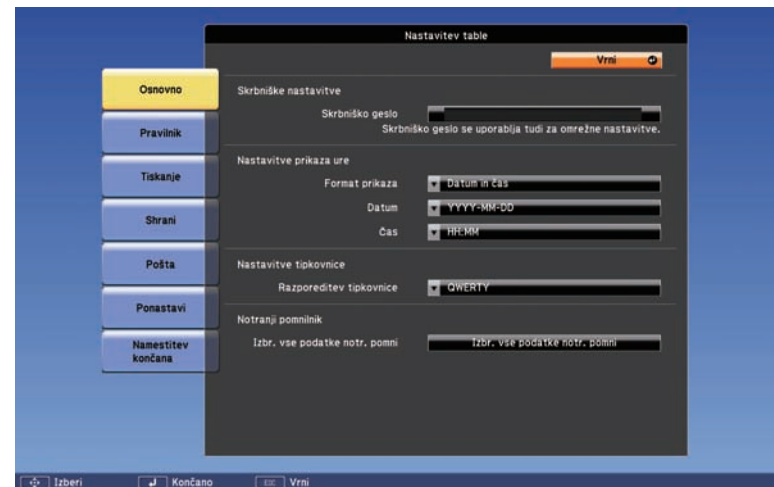 Nastavitev table
Vrni
Osnovno
Pravilnik
Tiskanje
Shrani
Pošta
Ponastavi
Namestitev
končana
Skrbniške nastavitve
Skrbniško geslo
Skrbniško geslo se uporablja tudi za omrežne nastavitve.
Nastavitve prikaza ure
Format prikaza Datum in čas
Datum YYYY-MM-DD
Čas HH:MM
Nastavitve tipkovnice
Razporeditev tipkovnice QWERTY
Notranji pomnilnik
Izbr. vse podatke notr. pomni Izbr. vse podatke notr. pomni
Izberi Končano ESC Vrni